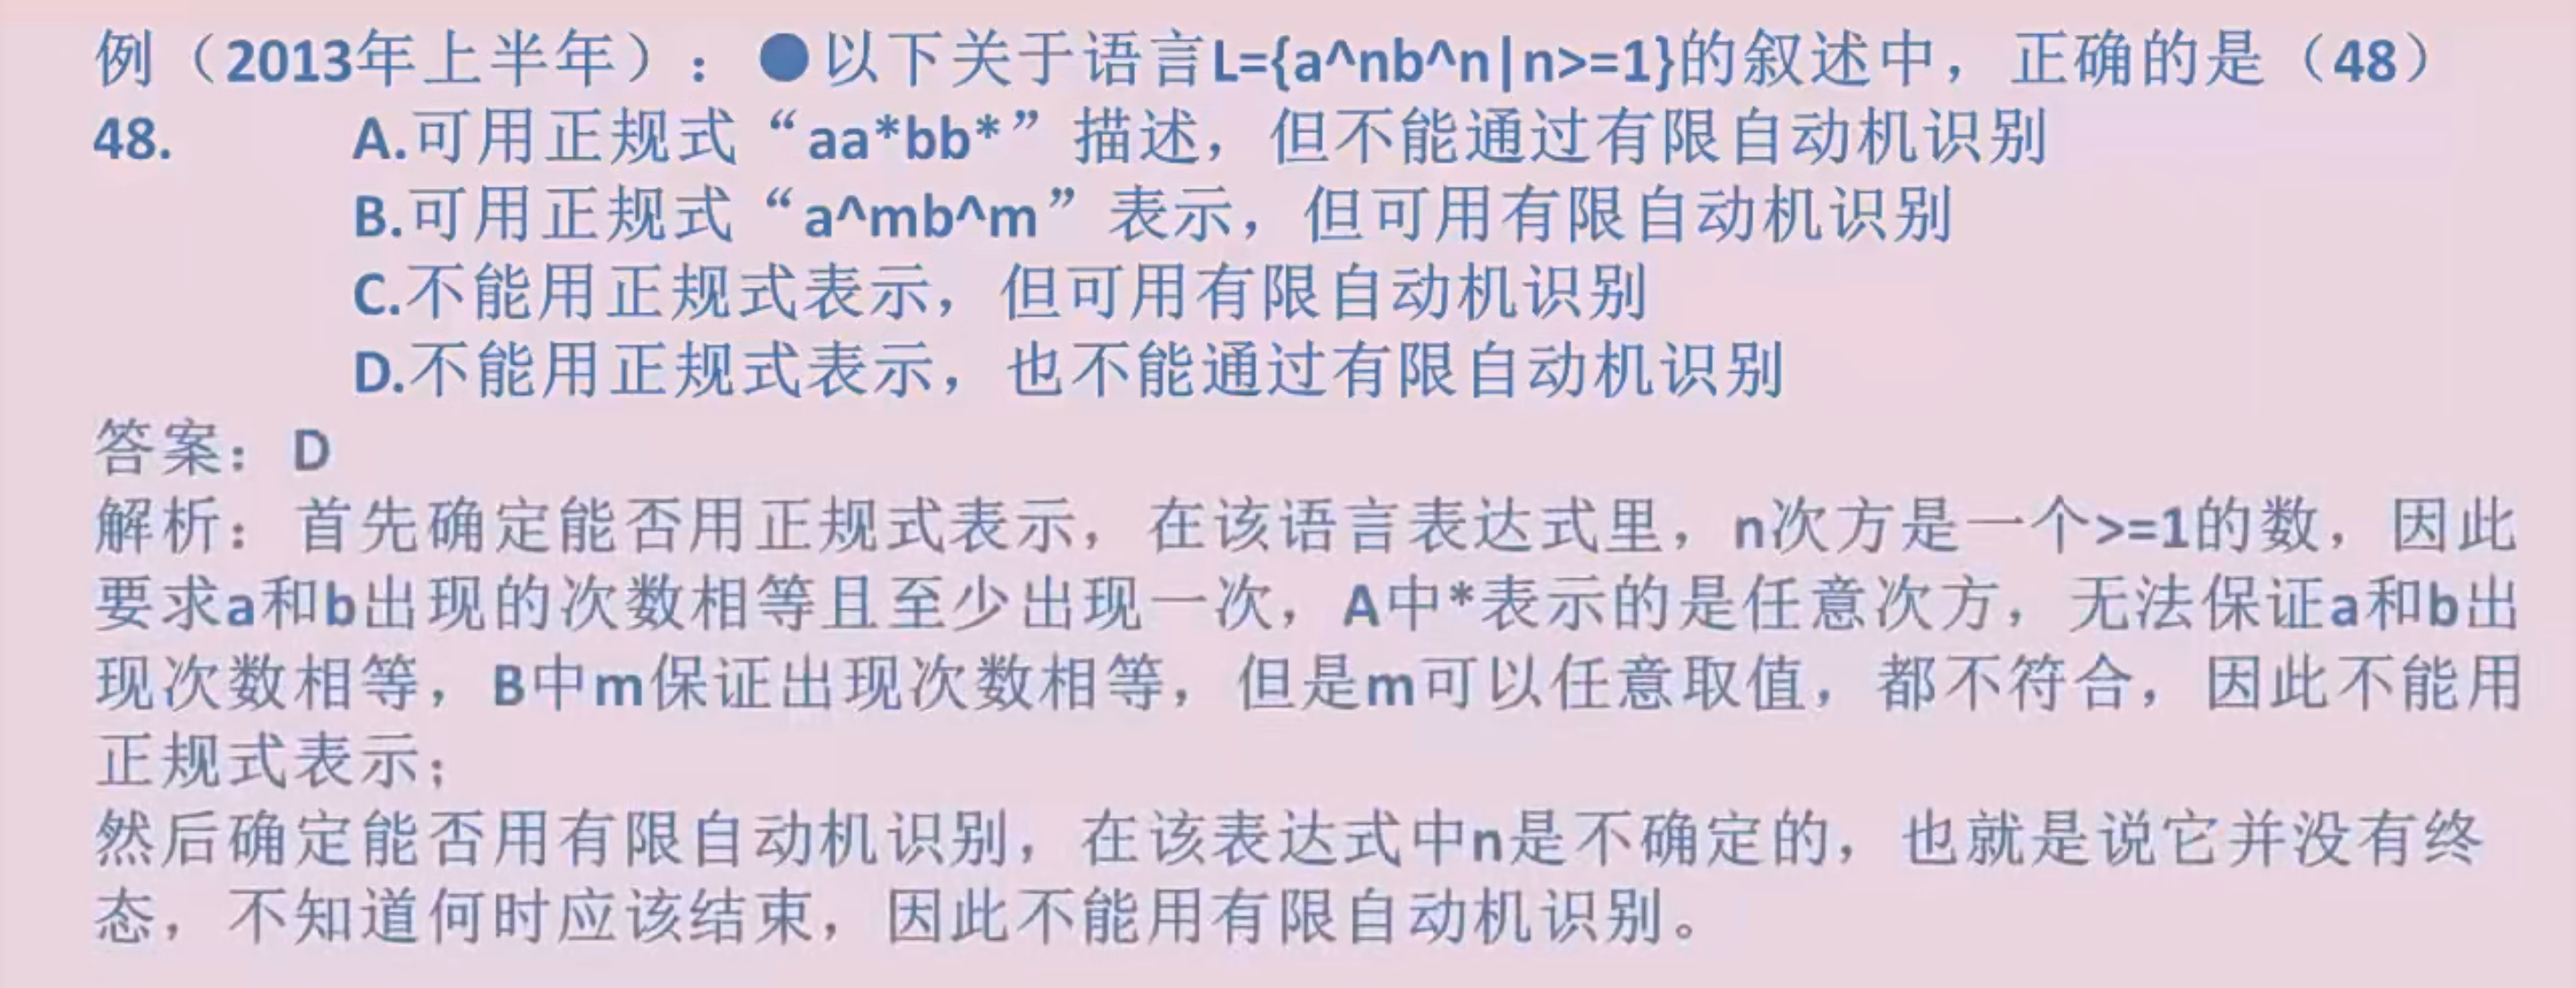 例（2013年上半年）：●以下关于语言L={a^nb^n|n>=1}的叙述中，正确的是（48）
48. A.可用正规式“aa*bb*”描述，但不能通过有限自动机识别
B.可用正规式“a^mb^m”表示，但可用有限自动机识别
C.不能用正规式表示，但可用有限自动机识别
D.不能用正规式表示，也不能通过有限自动机识别
答案：D
解析：首先确定能否用正规式表示，在该语言表达式里，n次方是一个>=1的数，因此
要求a和b出现的次数相等且至少出现一次，A中*表示的是任意次方，无法保证a和b出
现次数相等，B中m保证出现次数相等，但是m可以任意取值，都不符合，因此不能用
正规式表示；
然后确定能否用有限自动机识别，在该表达式中n是不确定的，也就是说它并没有终
态，不知道何时应该结束，因此不能用有限自动机识别。